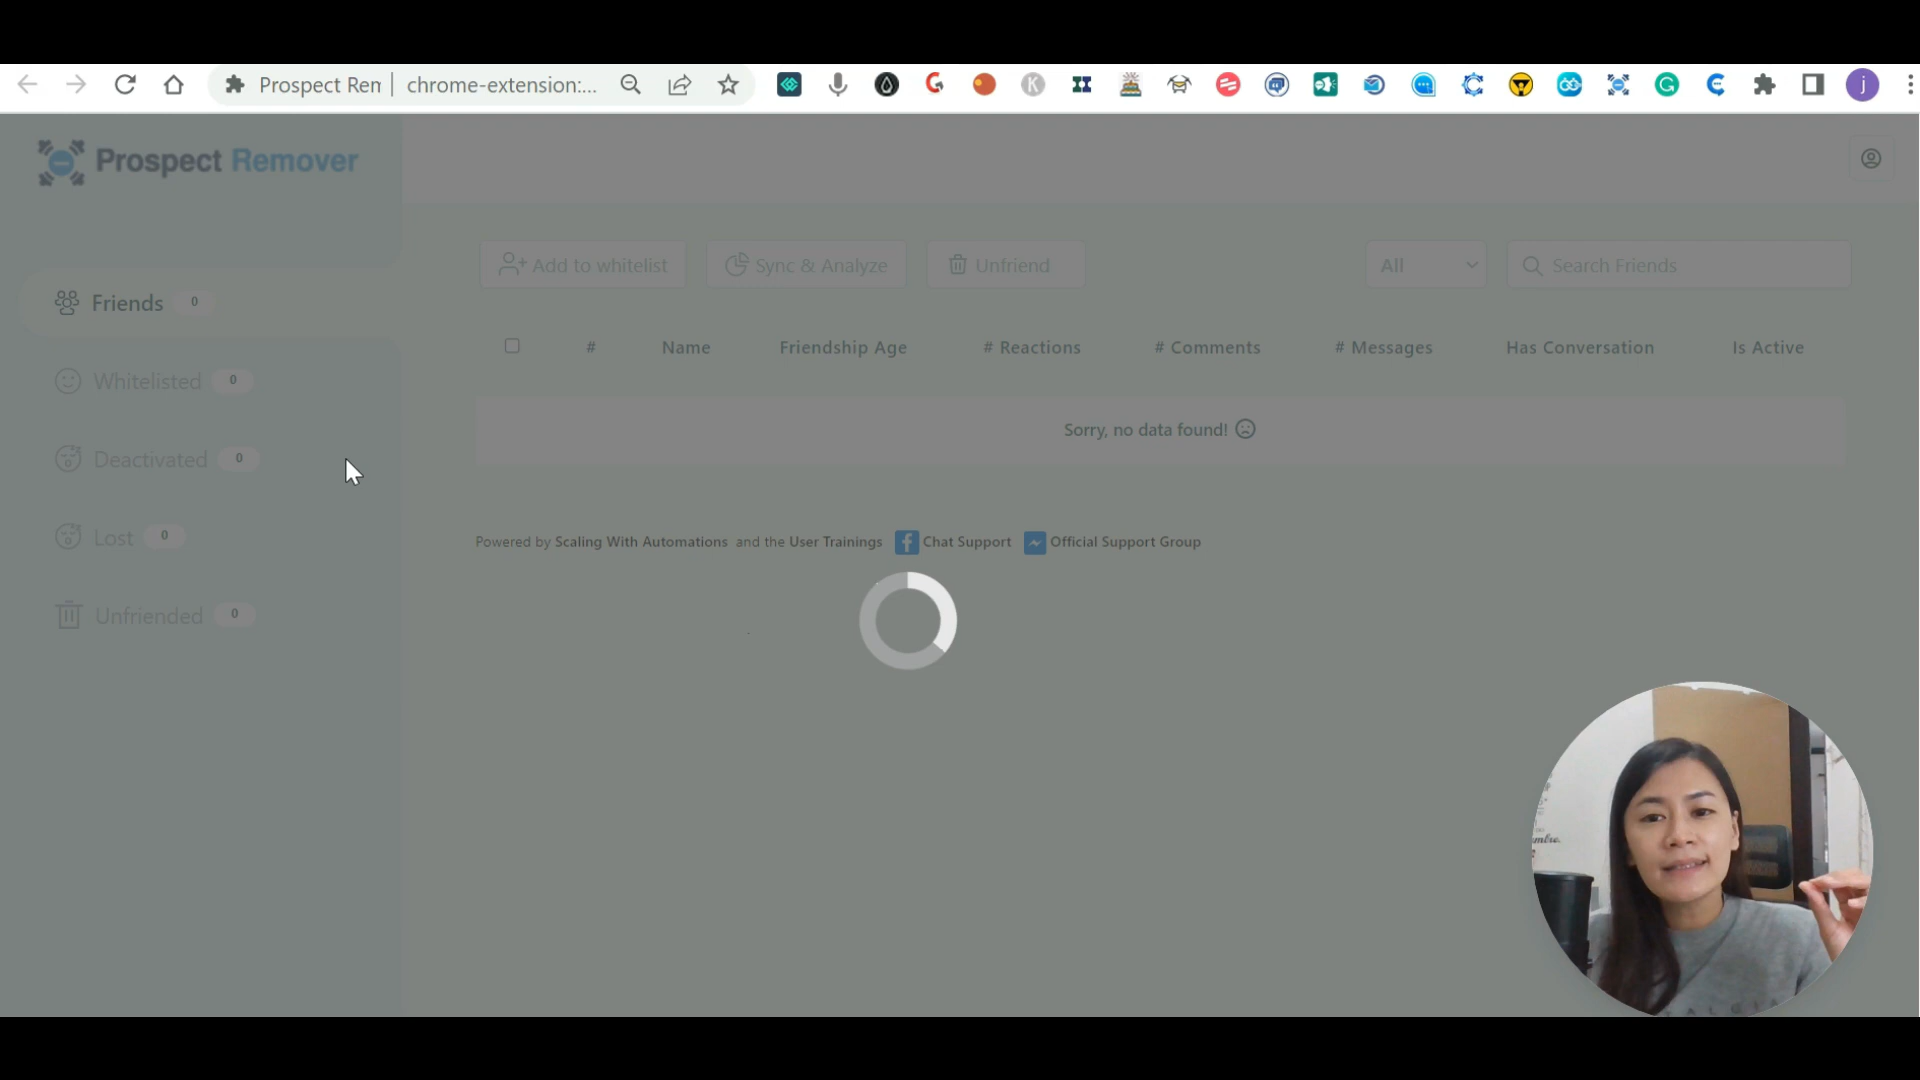 Prospect Ren | chrome-extension:...
Prospect Remover
Add to whitelist
Sync & Analyze
Unfriend
All
Search Friends
Friends 0
# Name Friendship Age # Reactions # Comments # Messages Has Conversation Is Active
Whitelisted 0
Sorry, no data found!
Deactivated 0
Lost 0
Powered by Scaling With Automations and the User Trainings Chat Support Official Support Group
Unfriended 0